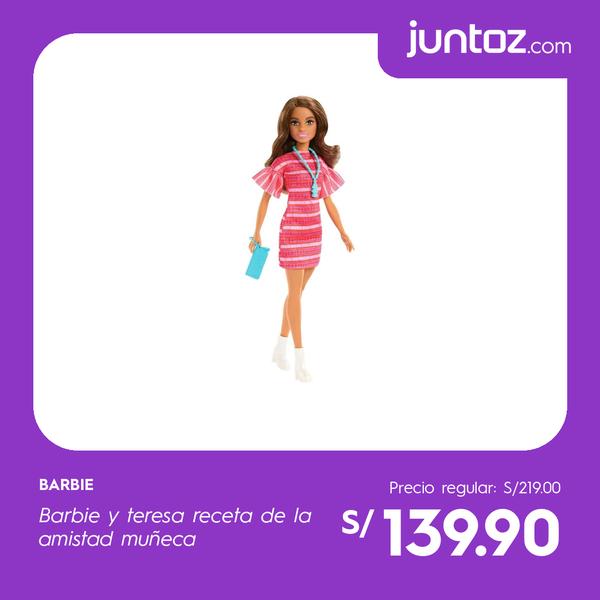 juntoz.com
BARBIE
Barbie y teresa receta de la
amistad muñeca
Precio regular: S/219.00
S/139.90